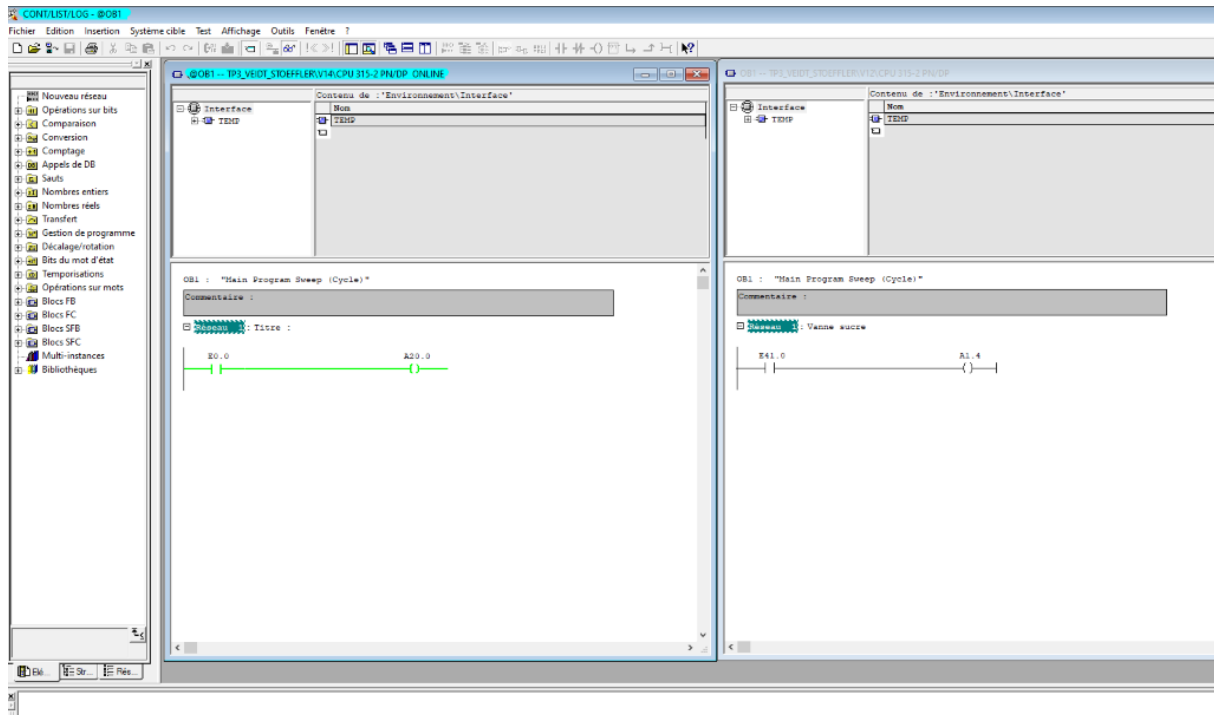 CONT/LIST/LOG - @OB1
Fichier Edition Insertion Système cible Test Affichage Outils Fenêtre ?
Nouveau réseau
Opérations sur bits
Comparaison
Conversion
Comptage
Appels de DB
Sauts
Nombres entiers
Nombres réels
Transfert
Gestion de programme
Décalage/rotation
Bits du mot d'état
Temporisations
Opérations sur mots
Blocs FB
Blocs FC
Blocs SFB
Blocs SFC
Multi-instances
Bibliothèques
Elé... Str... Rés...
@OB1 -- TP3_VEIDT_STOEFFLER\V14\CPU 315-2 PN/DP ONLINE
Contenu de :'Environnement\Interface'
Interface
TEMP
Nom
TEMP
OB1 : "Main Program Sweep (Cycle)"
Commentaire :
Réseau 1 : Titre :
E0.0 A20.0
OB1 -- TP3_VEIDT_STOEFFLER\V12\CPU 315-2 PN/DP
Contenu de :'Environnement\Interface'
Interface
TEMP
Nom
TEMP
OB1 : "Main Program Sweep (Cycle)"
Commentaire :
Réseau 1 : Vanne sucre
E41.0 A1.4